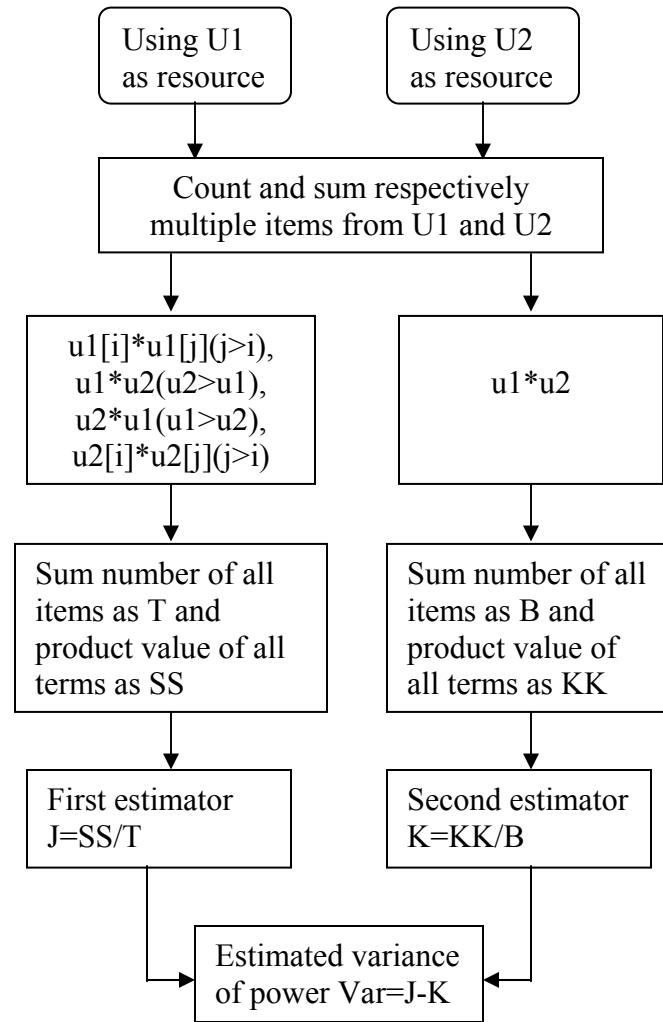 Using U1
as resource
Using U2
as resource
Count and sum respectively
multiple items from U1 and U2
u1[i]*u1[j](j>i),
u1*u2(u2>u1),
u2*u1(u1>u2),
u2[i]*u2[j](j>i)
u1*u2
Sum number of all
items as T and
product value of all
terms as SS
Sum number of all
items as B and
product value of
all terms as KK
First estimator
J=SS/T
Second estimator
K=KK/B
Estimated variance
of power Var=J-K